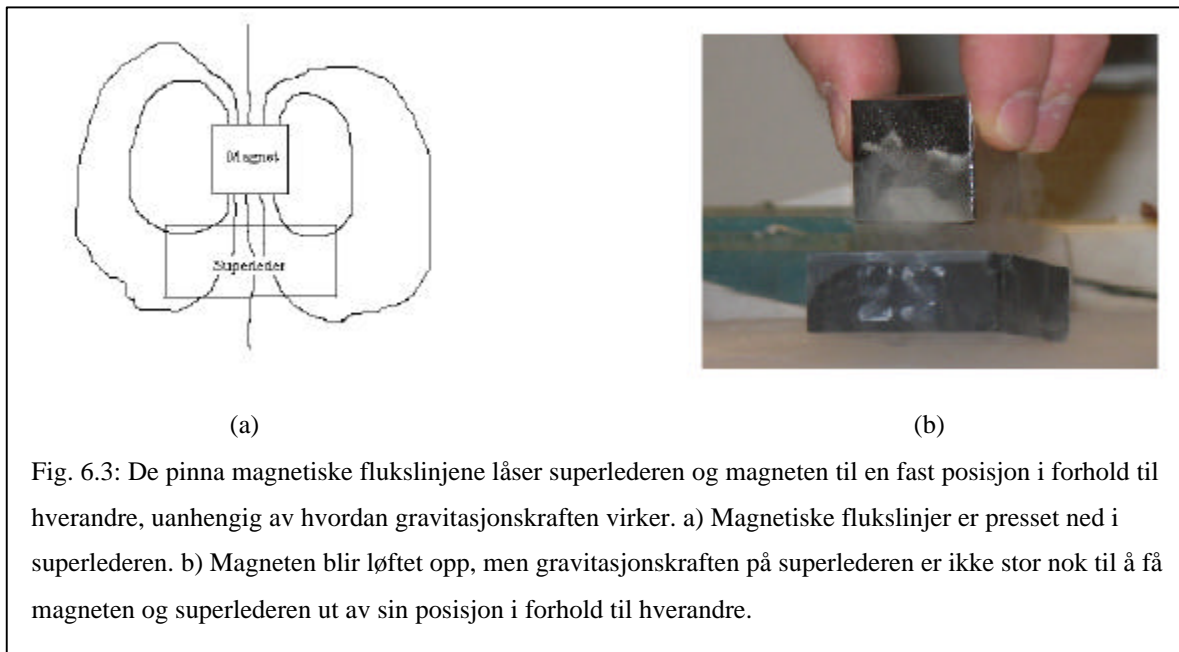 Magnet
Superleder
(a)
(b)
Fig. 6.3: De pinna magnetiske flukslinjene låser superlederen og magneten til en fast posisjon i forhold til
hverandre, uanhengig av hvordan gravitasjonskraften virker. a) Magnetiske flukslinjer er presset ned i
superlederen. b) Magneten blir løftet opp, men gravitasjonskraften på superlederen er ikke stor nok til å få
magneten og superlederen ut av sin posisjon i forhold til hverandre.